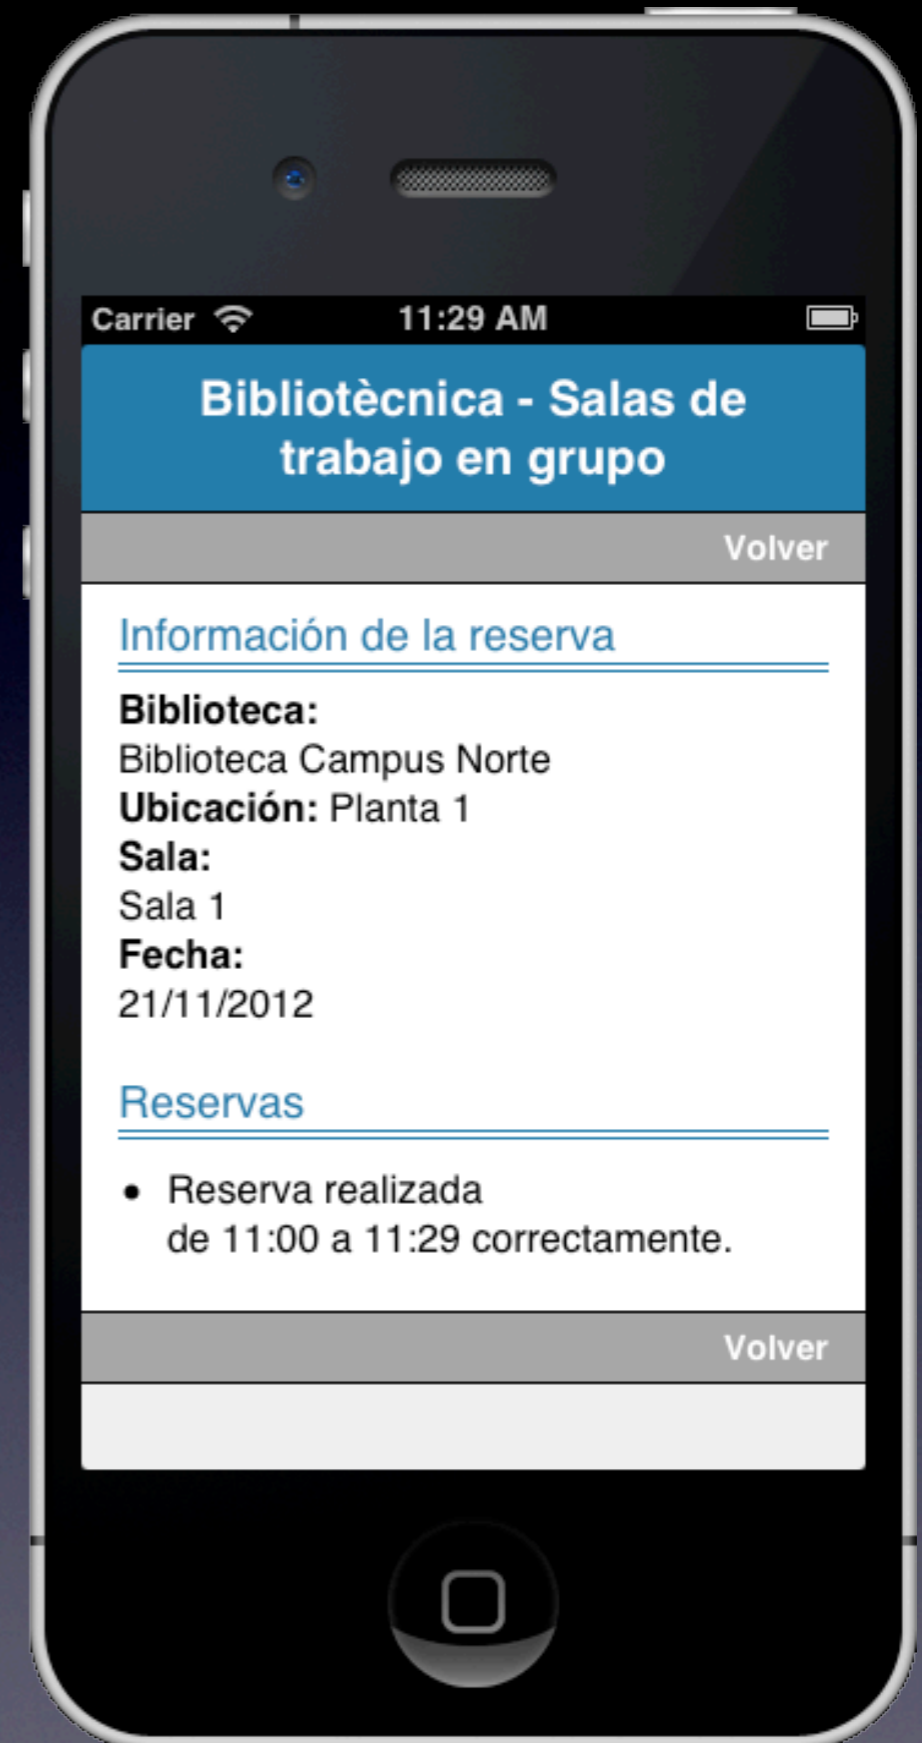 Carrier 11:29 AM
Bibliotècnica - Salas de
trabajo en grupo
Volver
Información de la reserva
Biblioteca:
Biblioteca Campus Norte
Ubicación: Planta 1
Sala:
Sala 1
Fecha:
21/11/2012
Reservas
• Reserva realizada
de 11:00 a 11:29 correctamente.
Volver